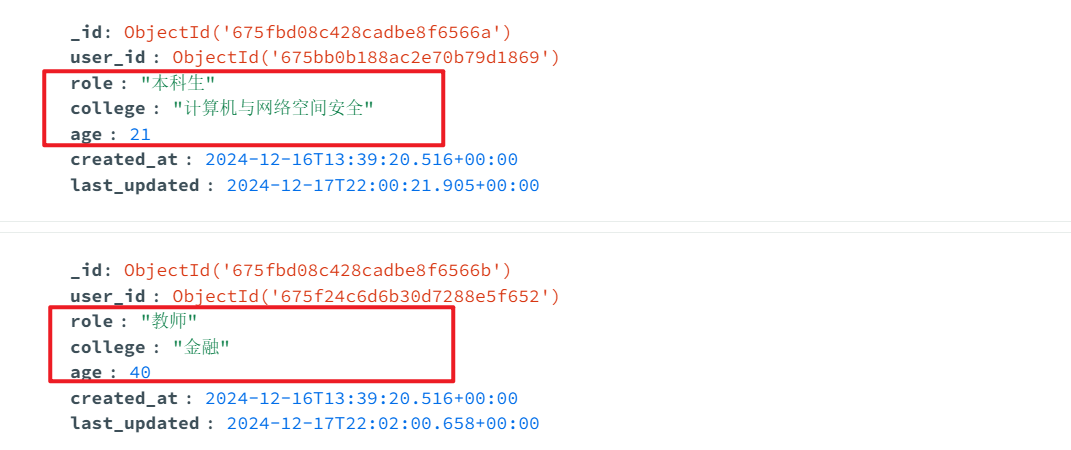 _id: ObjectId('675fbd08c428cadbe8f6566a')
user_id : ObjectId('675bb0b188ac2e70b79d1869')
role : "本科生"
college : "计算机与网络空间安全"
age : 21
created_at : 2024-12-16T13:39:20.516+00:00
last_updated : 2024-12-17T22:00:21.905+00:00
_id: ObjectId('675fbd08c428cadbe8f6566b')
user_id : ObjectId('675f24c6d6b30d7288e5f652')
role : "教师"
college : "金融"
age : 40
created_at : 2024-12-16T13:39:20.516+00:00
last_updated : 2024-12-17T22:02:00.658+00:00